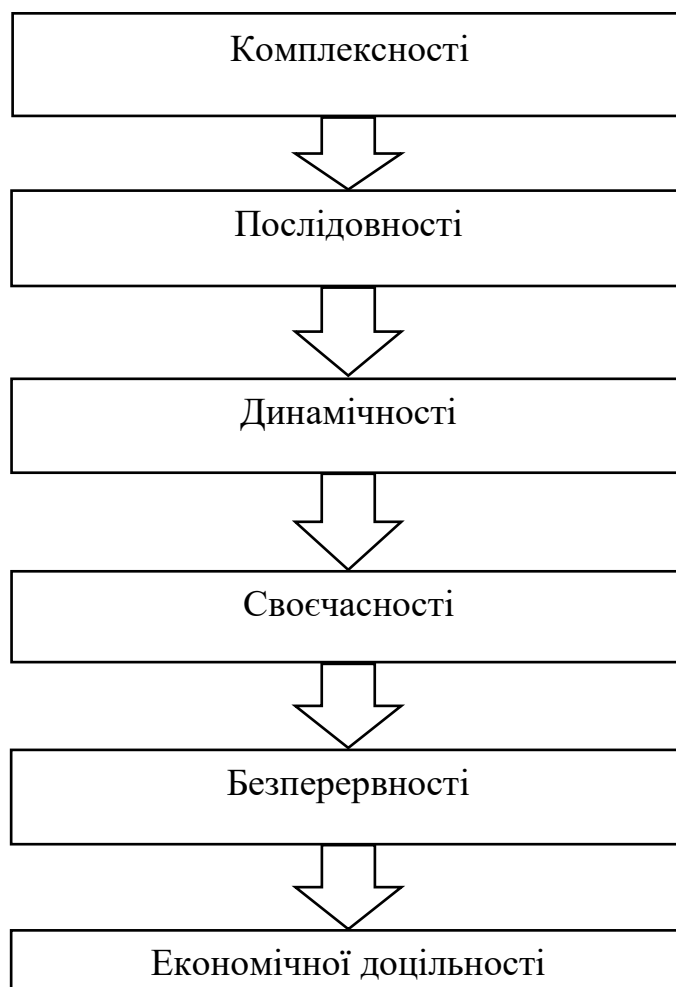 Комплексності
Послідовності
Динамічності
Своєчасності
Безперервності
Економічної доцільності